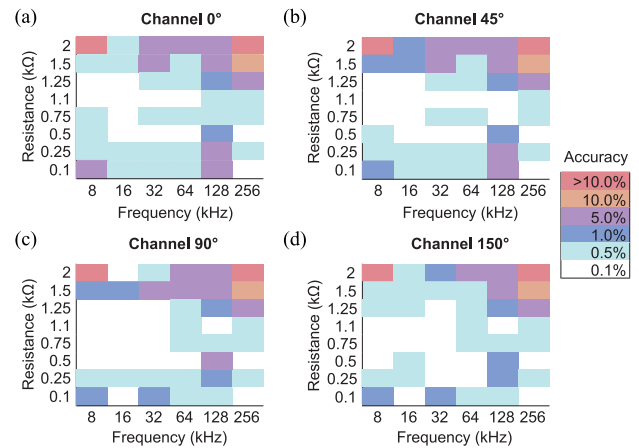 (a) Channel 0°
Resistance (kΩ)
2
1.5
1.25
1.1
0.75
0.5
0.25
0.1
8 16 32 64 128 256
Frequency (kHz)
(b) Channel 45°
Resistance (kΩ)
2
1.5
1.25
1.1
0.75
0.5
0.25
0.1
8 16 32 64 128 256
Frequency (kHz)
Accuracy
>10.0%
10.0%
5.0%
1.0%
0.5%
0.1%
(c) Channel 90°
Resistance (kΩ)
2
1.5
1.25
1.1
0.75
0.5
0.25
0.1
8 16 32 64 128 256
Frequency (kHz)
(d) Channel 150°
Resistance (kΩ)
2
1.5
1.25
1.1
0.75
0.5
0.25
0.1
8 16 32 64 128 256
Frequency (kHz)